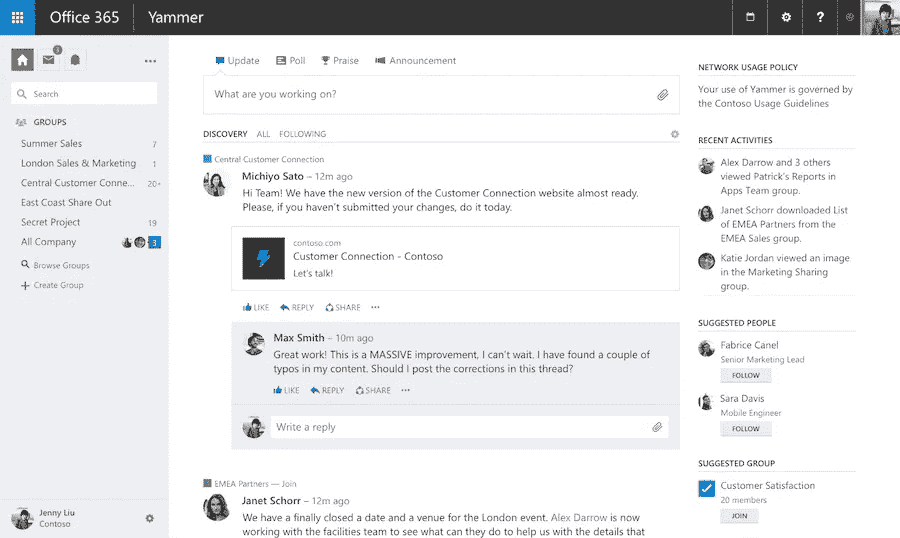 Office 365
Yammer
?
1
Search
GROUPS
Summer Sales 7
London Sales & Marketing 1
Central Customer Conne... 20+
East Coast Share Out
Secret Project 19
All Company 3
Browse Groups
Create Group
Jenny Liu
Contoso
Update Poll Praise Announcement
What are you working on?
DISCOVERY ALL FOLLOWING
Central Customer Connection
Michiyo Sato – 12m ago
Hi Team! We have the new version of the Customer Connection website almost ready.
Please, if you haven't submitted your changes, do it today.
contoso.com
Customer Connection - Contoso
Let's talk!
LIKE REPLY SHARE
Max Smith – 10m ago
Great work! This is a MASSIVE improvement, I can't wait. I have found a couple of
typos in my content. Should I post the corrections in this thread?
LIKE REPLY SHARE
Write a reply
EMEA Partners — Join
Janet Schorr – 12m ago
We have a finally closed a date and a venue for the London event. Alex Darrow is now
working with the facilities team to see what can they do to help us with the details that
NETWORK USAGE POLICY
Your use of Yammer is governed by
the Contoso Usage Guidelines
RECENT ACTIVITIES
Alex Darrow and 3 others
viewed Patrick's Reports in
Apps Team group.
Janet Schorr downloaded List
of EMEA Partners from the
EMEA Sales group.
Katie Jordan viewed an image
in the Marketing Sharing
group.
SUGGESTED PEOPLE
Fabrice Canel
Senior Marketing Lead
FOLLOW
Sara Davis
Mobile Engineer
FOLLOW
SUGGESTED GROUP
Customer Satisfaction
20 members
JOIN